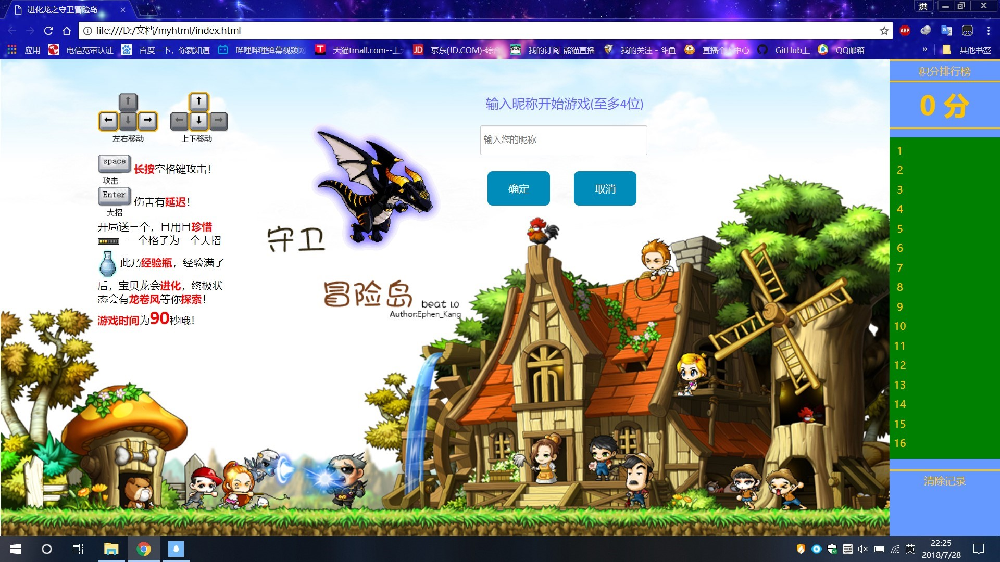 进化龙之守卫冒险岛
洪
file:///D:/文档/myhtml/index.html
ABP
应用 电信宽带认证 百度一下，你就知道 哔哩哔哩弹幕视频网 天猫tmall.com--上 京东(JD.COM)-综合 我的订阅_熊猫直播 我的关注 - 斗鱼 直播个人中心 GitHub上 QQ邮箱 » 其他书签
积分排行榜
0 分
左右移动 上下移动
space
长按空格键攻击！
攻击
Enter
伤害有延迟！
大招
开局送三个，且用且珍惜
一个格子为一个大招
此乃经验瓶，经验满了
后，宝贝龙会进化，终极状
态会有龙卷风等你探索！
游戏时间为90秒哦！
守卫
冒险岛 beat 1.0
Author:Ephen_Kang
输入昵称开始游戏(至多4位)
输入您的昵称
确定 取消
1
2
3
4
5
6
7
8
9
10
11
12
13
14
15
16
清除记录
英
22:25
2018/7/28